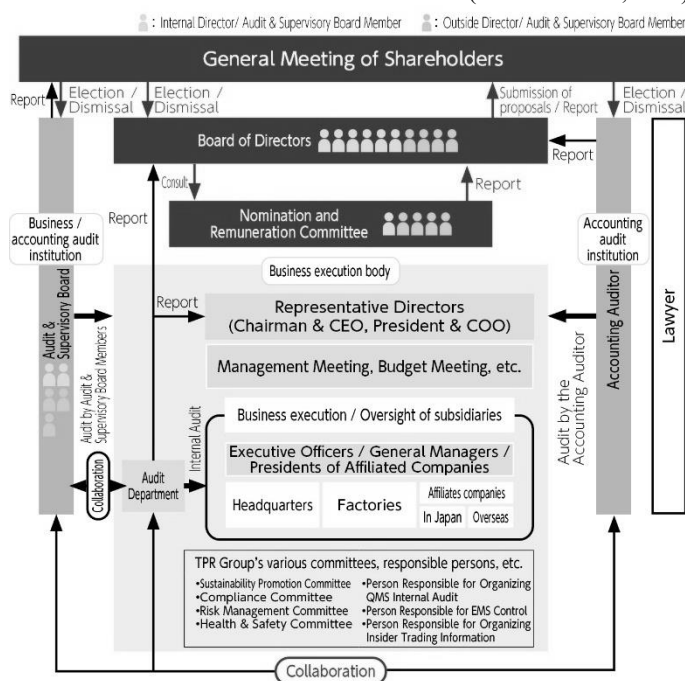 : Internal Director/ Audit & Supervisory Board Member
: Outside Director/ Audit & Supervisory Board Member
General Meeting of Shareholders
Report
Election /
Dismissal
Election /
Dismissal
Submission of
proposals / Report
Election /
Dismissal
Board of Directors
Report
Consult
Report
Report
Nomination and
Remuneration Committee
Business /
accounting audit
institution
Accounting
audit
institution
Business execution body
Report
Representative Directors
(Chairman & CEO, President & COO)
Management Meeting, Budget Meeting, etc.
Audit &
Supervisory Board
Audit by Audit &
Supervisory Board Members
Audit by the
Accounting Auditor
Accounting Auditor
Lawyer
Business execution / Oversight of subsidiaries
Internal Audit
Executive Officers / General Managers /
Presidents of Affiliated Companies
Collaboration
Audit
Department
Headquarters
Factories
Affiliates companies
In Japan
Overseas
TPR Group's various committees, responsible persons, etc.
•Sustainability Promotion Committee
•Compliance Committee
•Risk Management Committee
•Health & Safety Committee
•Person Responsible for Organizing
QMS Internal Audit
•Person Responsible for EMS Control
•Person Responsible for Organizing
Insider Trading Information
Collaboration